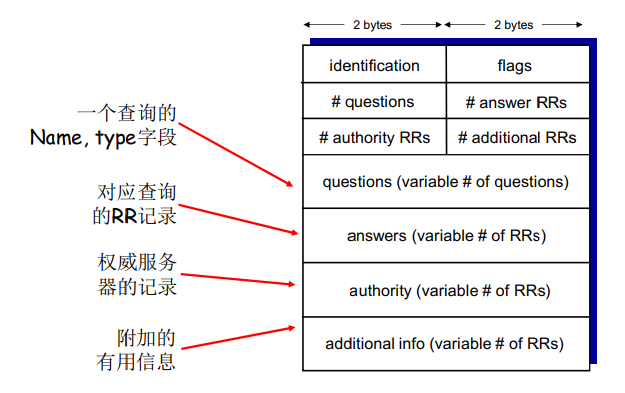 2 bytes
2 bytes
identification
flags
# questions
# answer RRs
# authority RRs
# additional RRs
一个查询的
Name, type字段
questions (variable # of questions)
对应查询
的RR记录
answers (variable # of RRs)
权威服务
器的记录
authority (variable # of RRs)
附加的
有用信息
additional info (variable # of RRs)